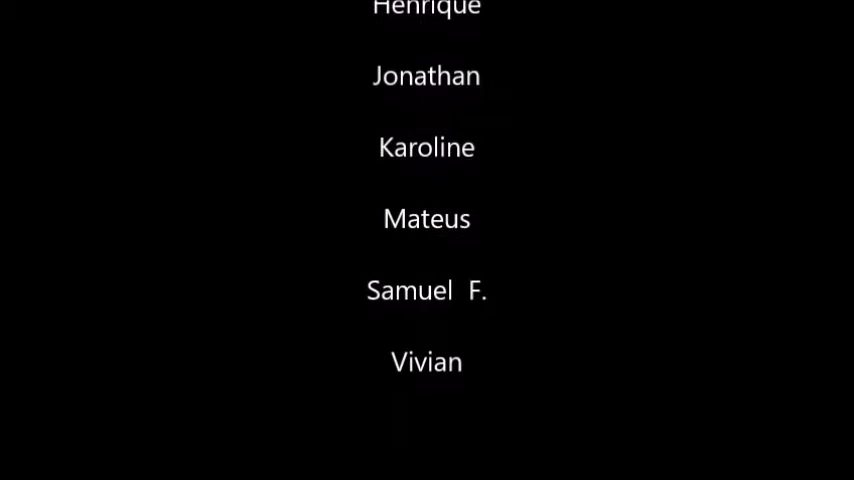 Henrique
Jonathan
Karoline
Mateus
Samuel F.
Vivian